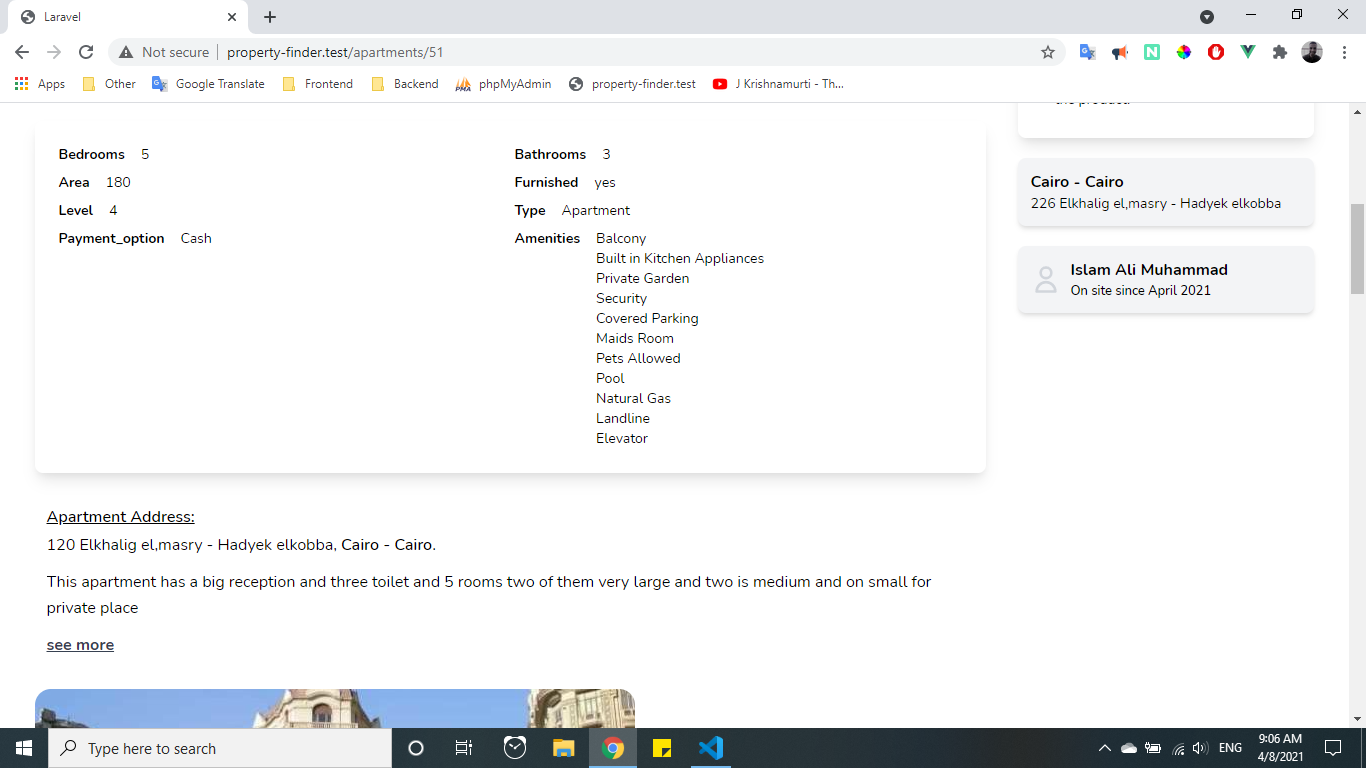 Laravel
Not secure property-finder.test/apartments/51
Apps Other Google Translate Frontend Backend phpMyAdmin property-finder.test J Krishnamurti - Th...
Bedrooms 5
Area 180
Level 4
Payment_option Cash
Bathrooms 3
Furnished yes
Type Apartment
Amenities Balcony
Built in Kitchen Appliances
Private Garden
Security
Covered Parking
Maids Room
Pets Allowed
Pool
Natural Gas
Landline
Elevator
Apartment Address:
120 Elkhalig el,masry - Hadyek elkobba, Cairo - Cairo.
This apartment has a big reception and three toilet and 5 rooms two of them very large and two is medium and on small for
private place
see more
the product.
Cairo - Cairo
226 Elkhalig el,masry - Hadyek elkobba
Islam Ali Muhammad
On site since April 2021
Type here to search
ENG
9:06 AM
4/8/2021